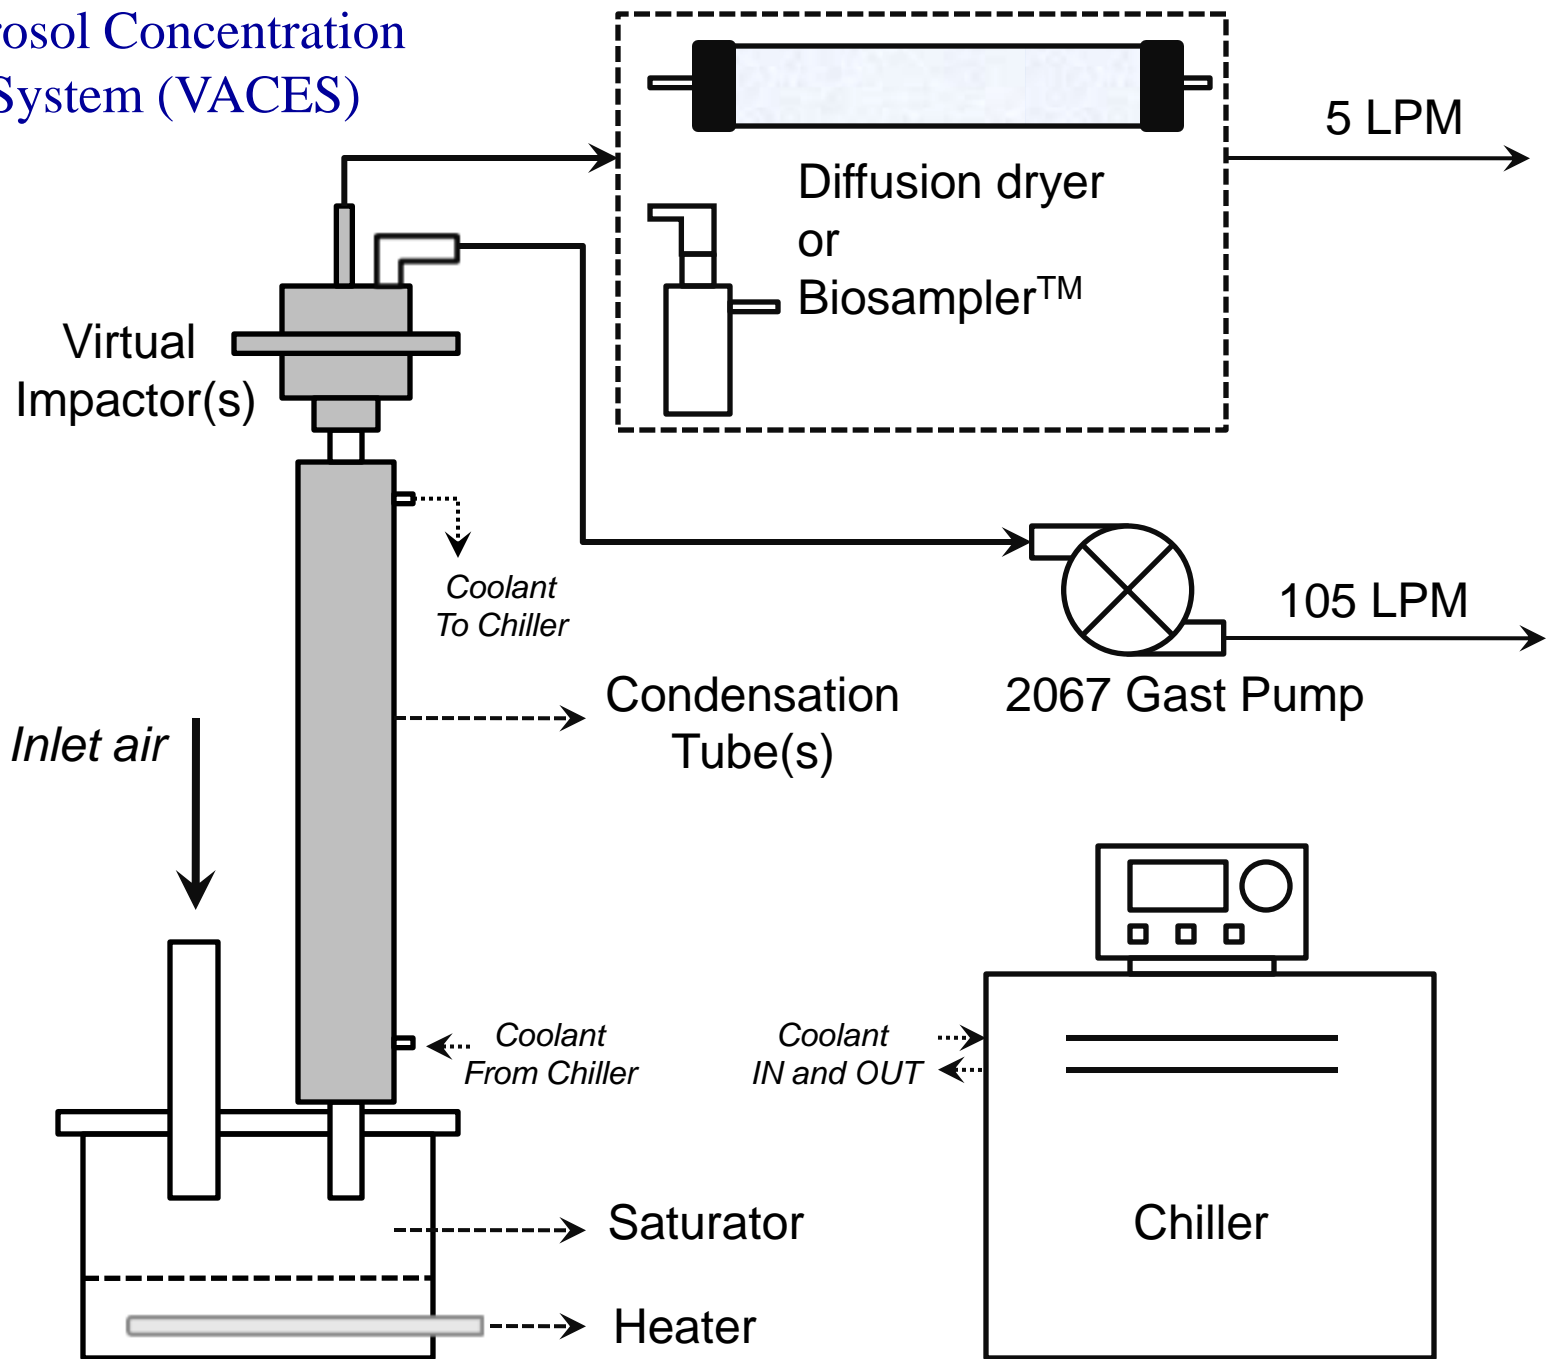 rosol Concentration
System (VACES)
5 LPM
Diffusion dryer
or
Biosampler™
Virtual
Impactor(s)
Coolant
To Chiller
105 LPM
2067 Gast Pump
Condensation
Tube(s)
Inlet air
Coolant
From Chiller
Coolant
IN and OUT
Saturator
Chiller
Heater